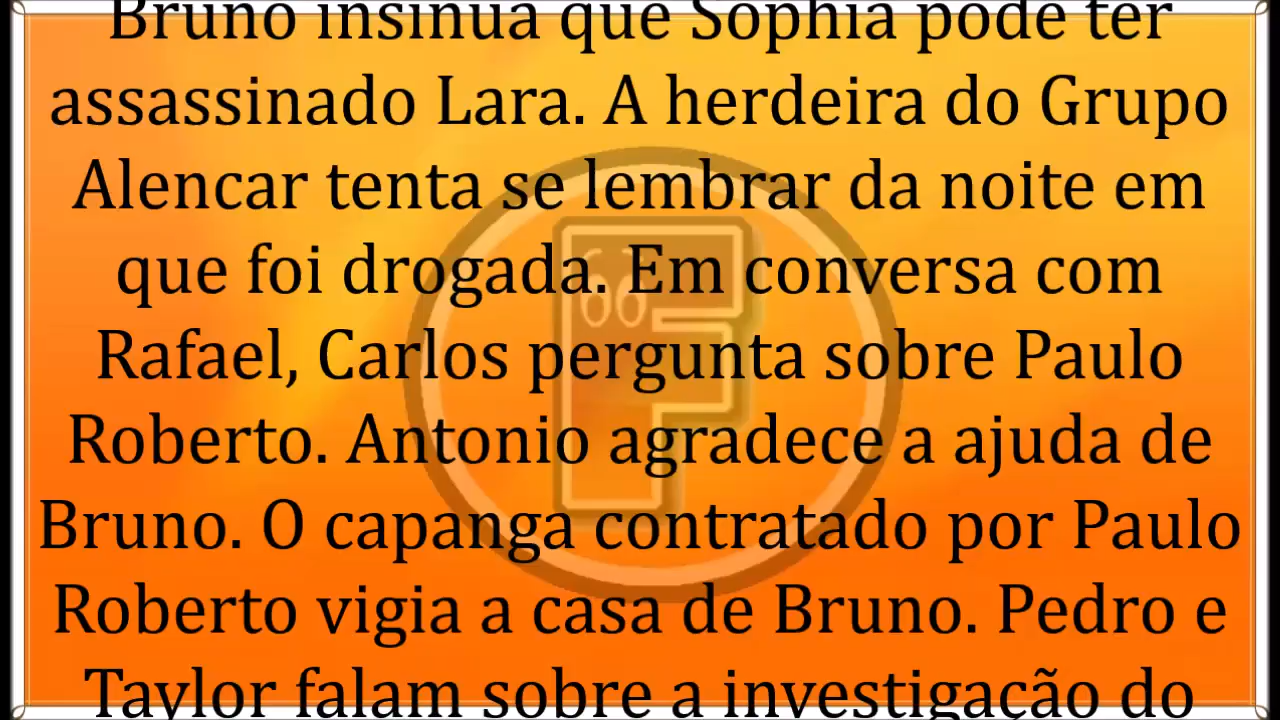 Bruno insinua que Sophia pode ter
assassinado Lara. A herdeira do Grupo
Alencar tenta se lembrar da noite em
que foi drogada. Em conversa com
Rafael, Carlos pergunta sobre Paulo
Roberto. Antonio agradece a ajuda de
Bruno. O capanga contratado por Paulo
Roberto vigia a casa de Bruno. Pedro e
Taylor falam sobre a investigação do